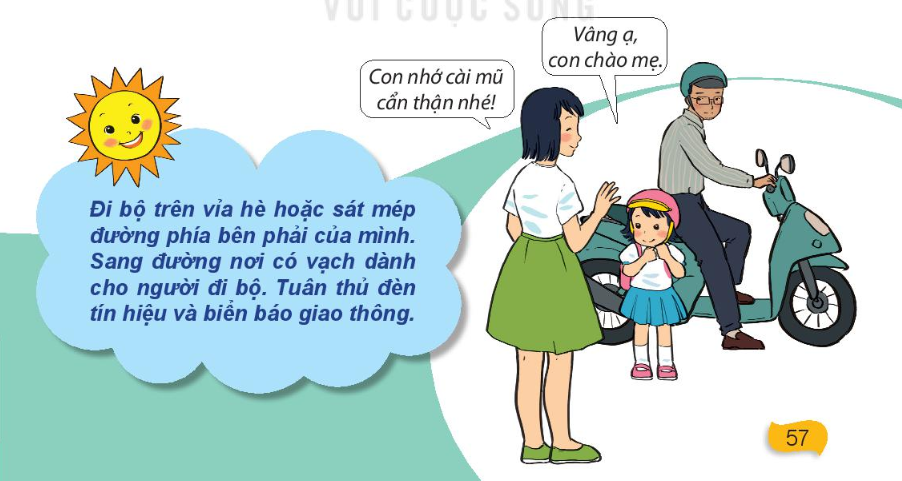 VỚI CUỘC SỐNG
Vâng ạ,
con chào mẹ.
Con nhớ cài mũ
cẩn thận nhé!
Đi bộ trên vỉa hè hoặc sát mép
đường phía bên phải của mình.
Sang đường nơi có vạch dành
cho người đi bộ. Tuân thủ đèn
tín hiệu và biển báo giao thông.
57